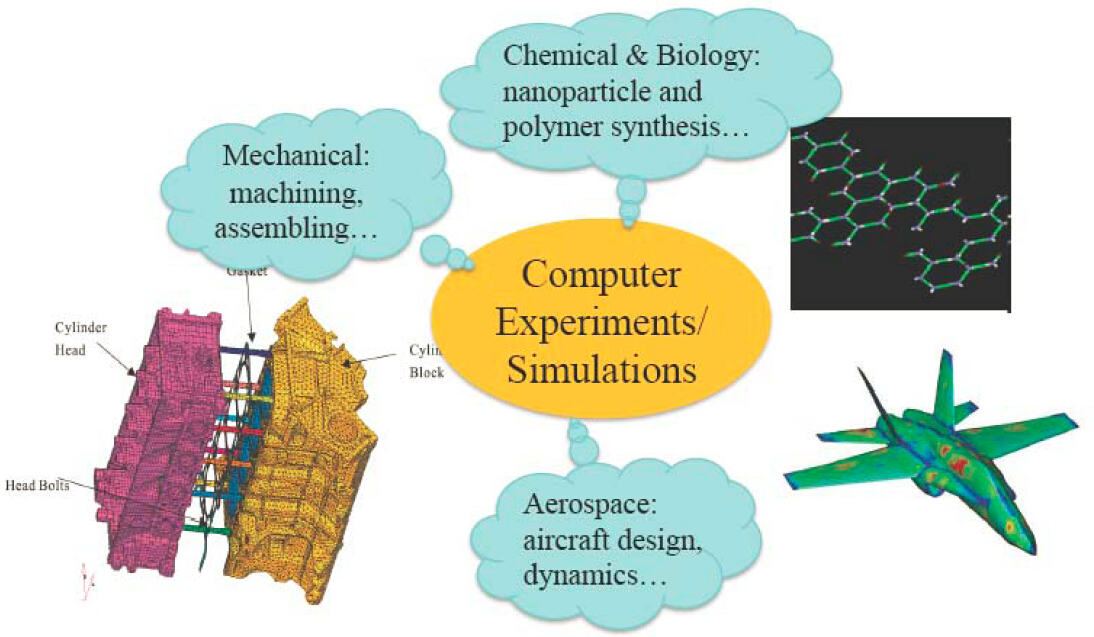 Chemical & Biology:
nanoparticle and
polymer synthesis…
Mechanical:
machining,
assembling…
Computer
Experiments/
Simulations
Gasket
Cylinder
Head
Block
Head Bolts
Aerospace:
aircraft design,
dynamics…